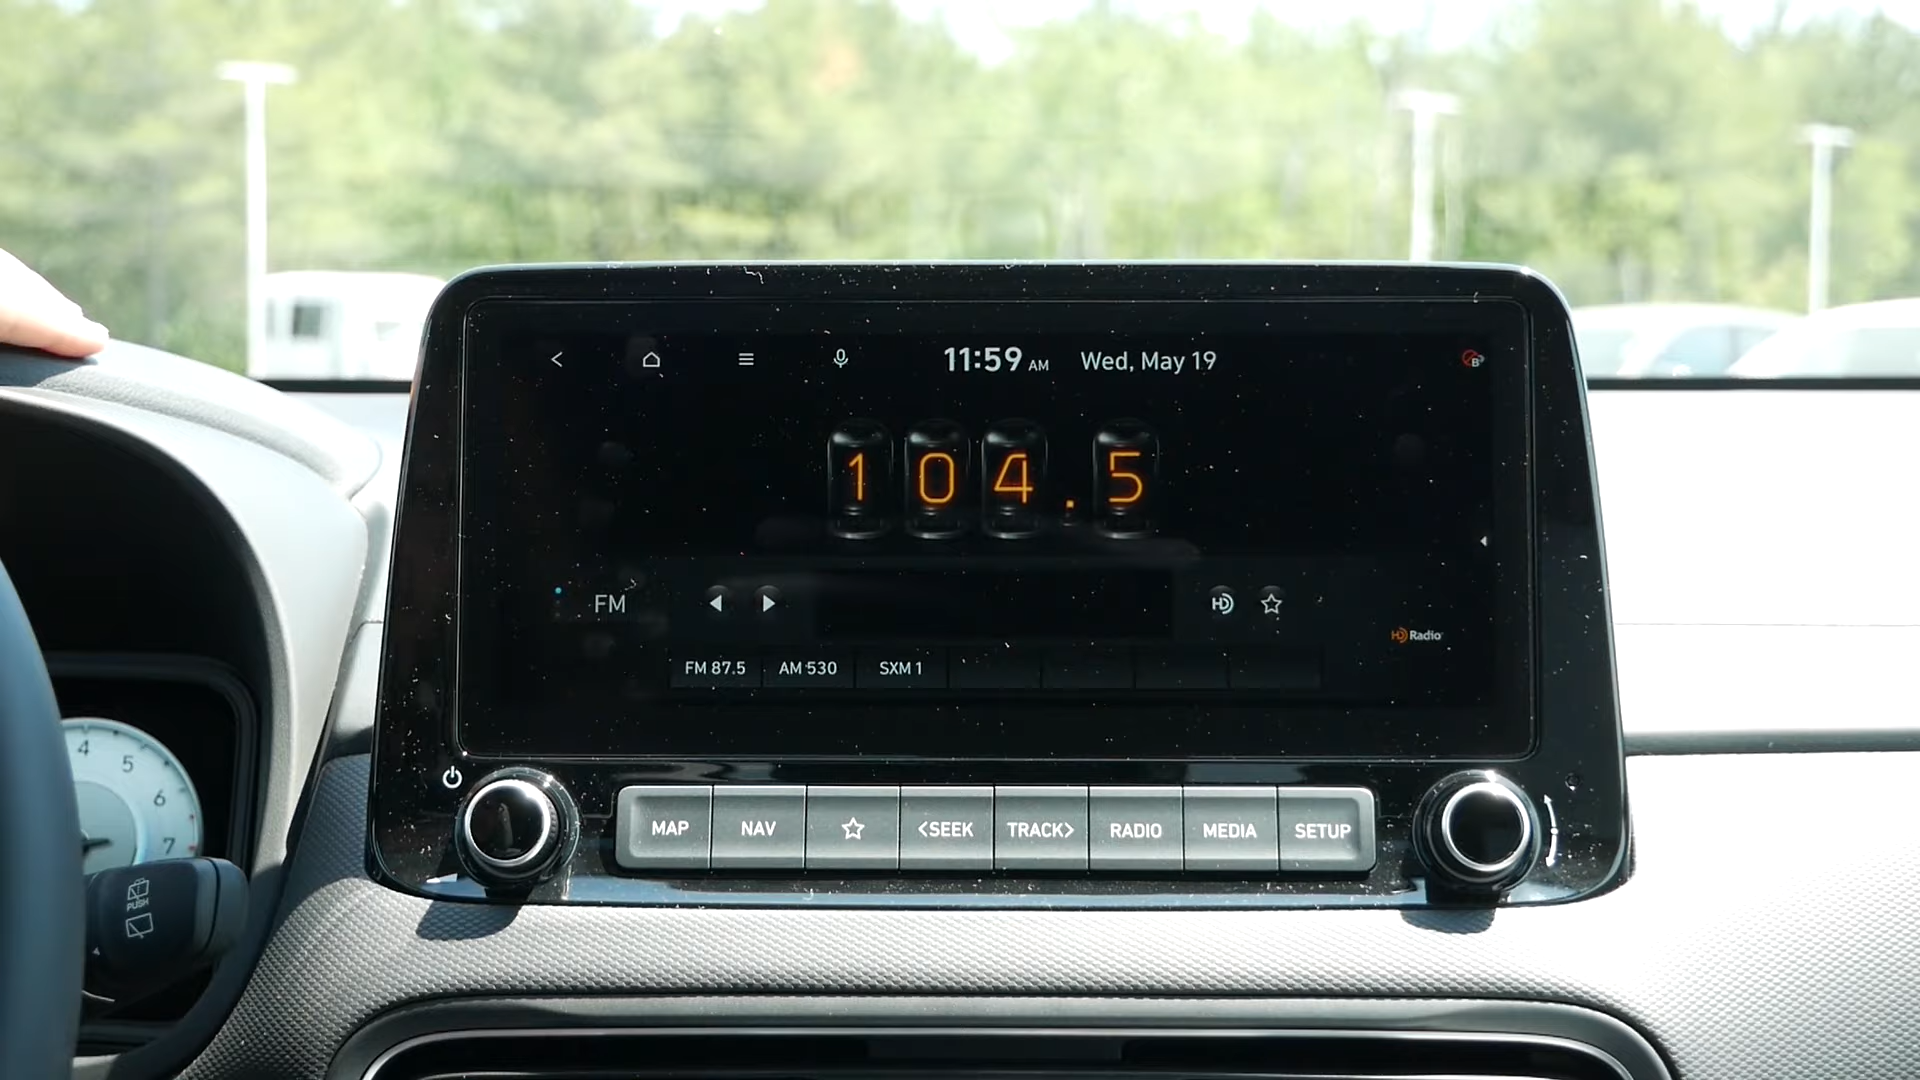 11:59 AM Wed, May 19
104.5
FM
HD
HD Radio
FM 87.5 AM 530 SXM 1
MAP NAV <SEEK TRACK> RADIO MEDIA SETUP
4
5
6
7
PUSH